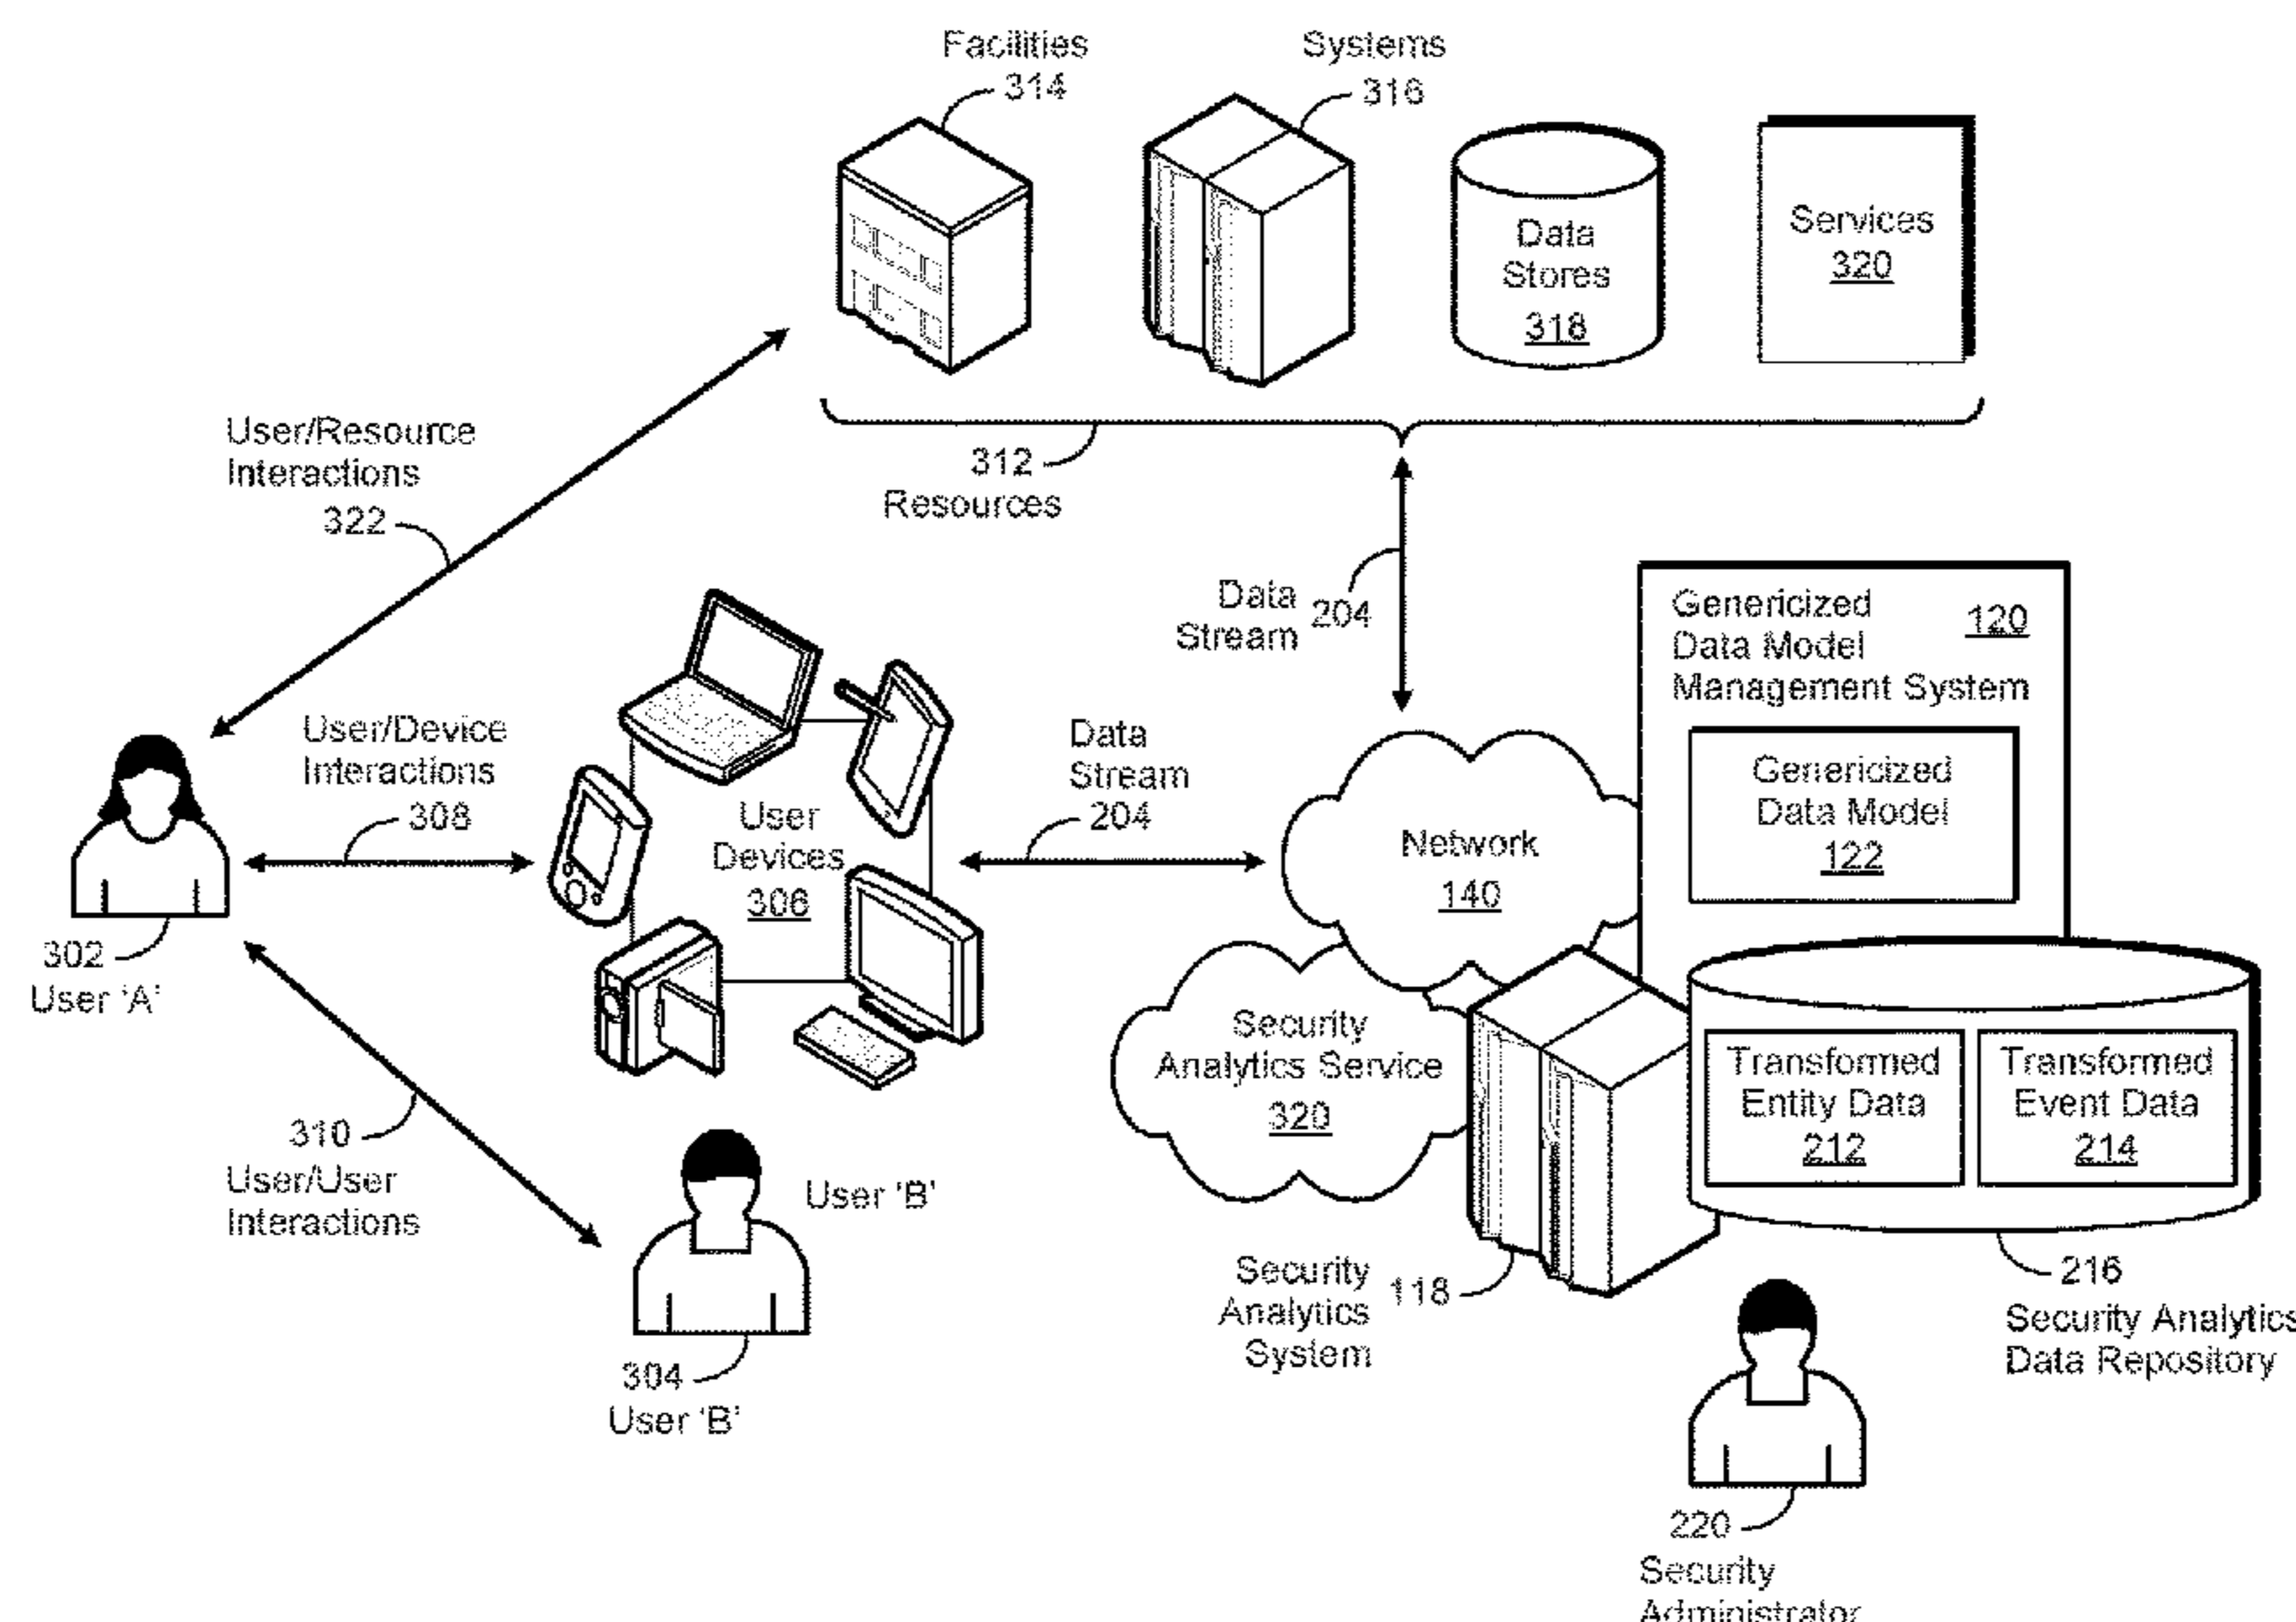 Facilities
314
Systems
316
Data
Stores
318
Services
320
User/Resource
Interactions
322
312
Resources
Data
Stream
204
Genericized
Data Model
Management System
120
Genericized
Data Model
122
User/Device
Interactions
308
User
Devices
306
Data
Stream
204
Network
140
302
User ‘A’
Security
Analytics Service
320
Transformed
Entity Data
212
Transformed
Event Data
214
310
User/User
Interactions
User ‘B’
304
User ‘B’
Security
Analytics
System
118
216
Security Analytics
Data Repository
220
Security
Administrator